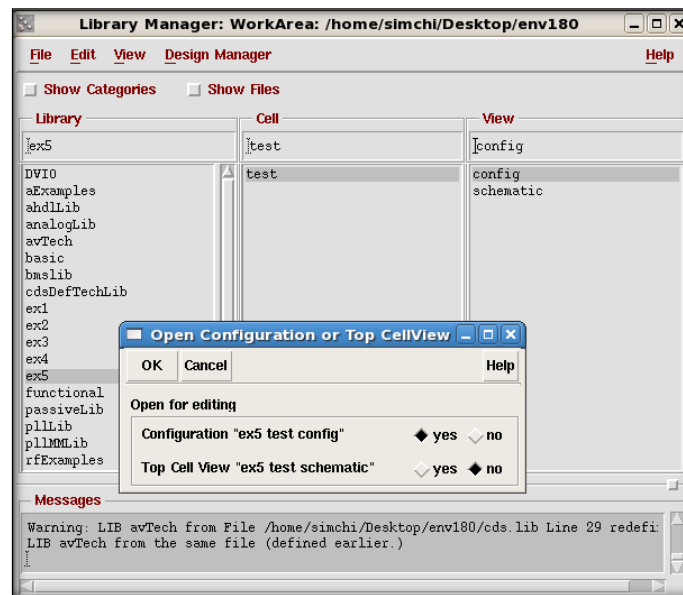 Library Manager: WorkArea: /home/simchi/Desktop/env180
File Edit View Design Manager Help
Show Categories Show Files
Library Cell View
ex5 test config
DVIO test config
aExamples schematic
ahdlLib
analogLib
avTech
basic
bmslib
cdsDefTechLib
ex1
ex2
ex3
ex4
ex5
functional
passiveLib
pllLib
pllMMLib
rfExamples
Open Configuration or Top CellView
OK Cancel Help
Open for editing
Configuration "ex5 test config" yes no
Top Cell View "ex5 test schematic" yes no
Messages
Warning: LIB avTech from File /home/simchi/Desktop/env180/cds.lib Line 29 redefi
LIB avTech from the same file (defined earlier.)